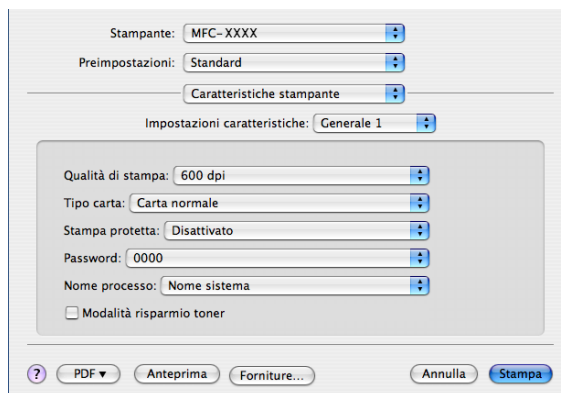 Stampante: MFC-XXXX
Preimpostazioni: Standard
Caratteristiche stampante
Impostazioni caratteristiche: Generale 1
Qualità di stampa: 600 dpi
Tipo carta: Carta normale
Stampa protetta: Disattivato
Password: 0000
Nome processo: Nome sistema
Modalità risparmio toner
? PDF ▼ Anteprima Forniture... Annulla Stampa